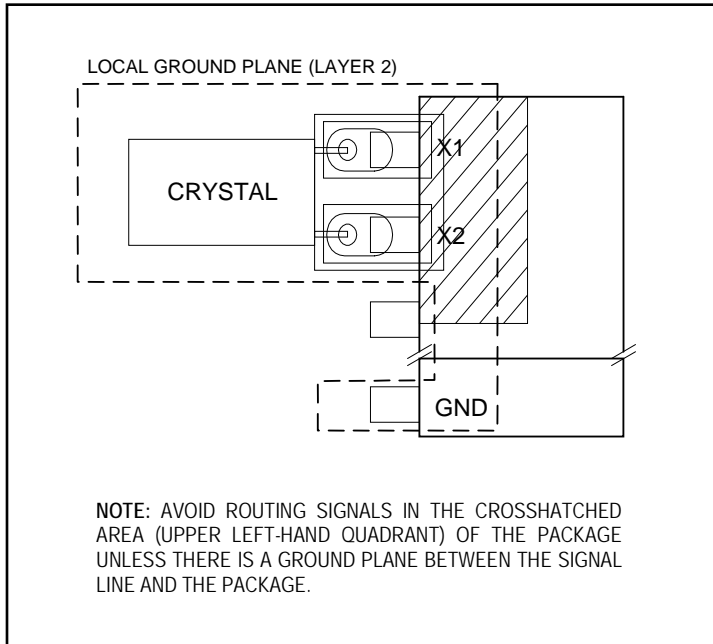 LOCAL GROUND PLANE (LAYER 2)
X1
CRYSTAL
X2
GND
NOTE: AVOID ROUTING SIGNALS IN THE CROSSHATCHED
AREA (UPPER LEFT-HAND QUADRANT) OF THE PACKAGE
UNLESS THERE IS A GROUND PLANE BETWEEN THE SIGNAL
LINE AND THE PACKAGE.